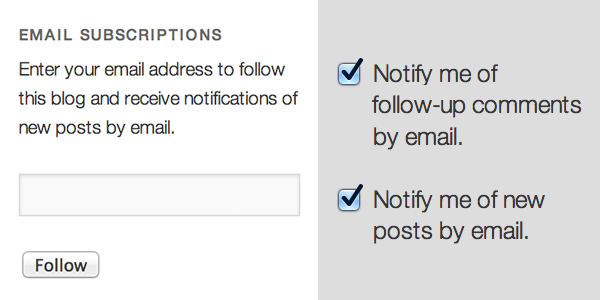 EMAIL SUBSCRIPTIONS
Enter your email address to follow
this blog and receive notifications of
new posts by email.
Follow
Notify me of
follow-up comments
by email.
Notify me of new
posts by email.